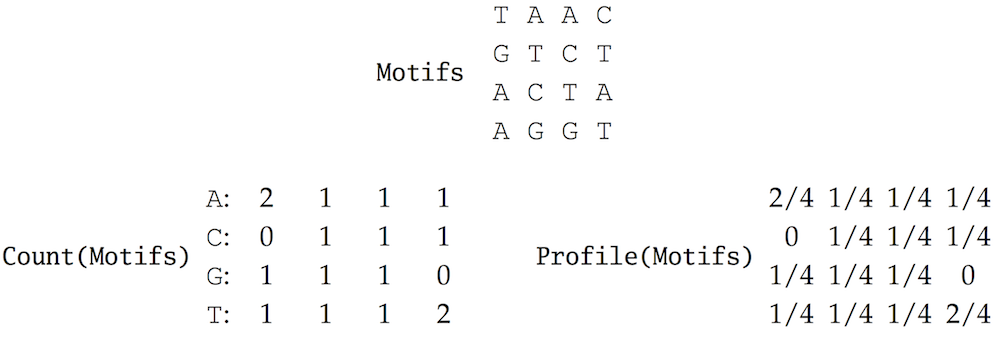 T A A C
G T C T
Motifs
A C T A
A G G T
A: 2 1 1 1 2/4 1/4 1/4 1/4
C: 0 1 1 1 0 1/4 1/4 1/4
Count(Motifs) Profile(Motifs)
G: 1 1 1 0 1/4 1/4 1/4 0
T: 1 1 1 2 1/4 1/4 1/4 2/4